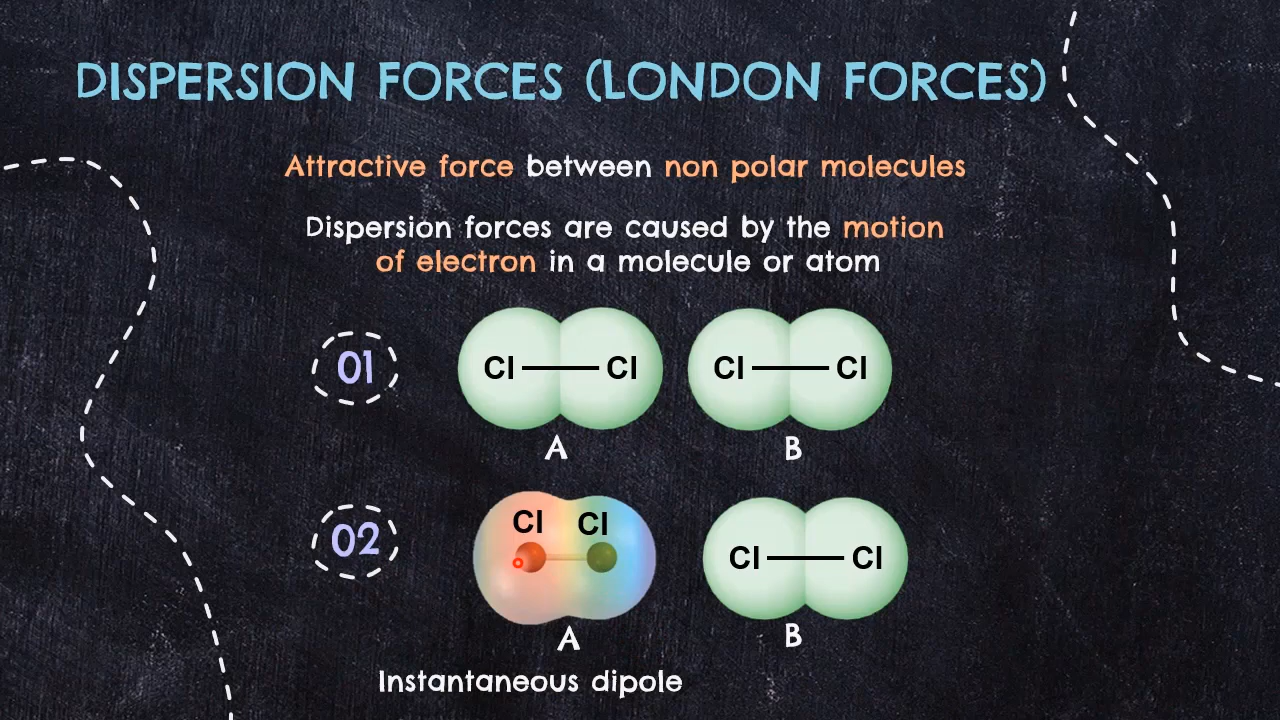 DISPERSION FORCES (LONDON FORCES)
Attractive force between non polar molecules
Dispersion forces are caused by the motion
of electron in a molecule or atom
01
Cl Cl Cl Cl
A B
02
Cl Cl Cl Cl
A B
Instantaneous dipole